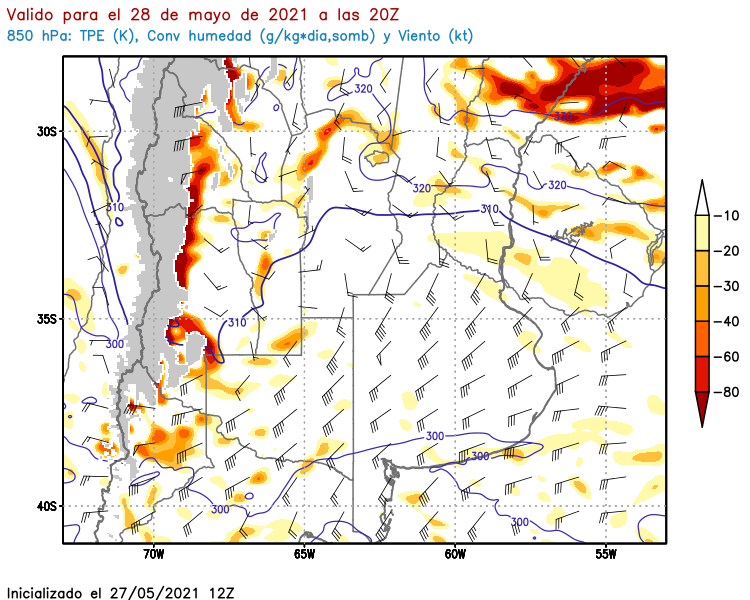 Valido para el 28 de mayo de 2021 a las 20Z
850 hPa: TPE (K), Conv humedad (g/kg*dia,somb) y Viento (kt)
320
330
30S
320
320
310
310
310
35S
300
300
300
300
300
40S
70W 65W 60W 55W
-10
-20
-30
-40
-60
-80
Inicializado el 27/05/2021 12Z